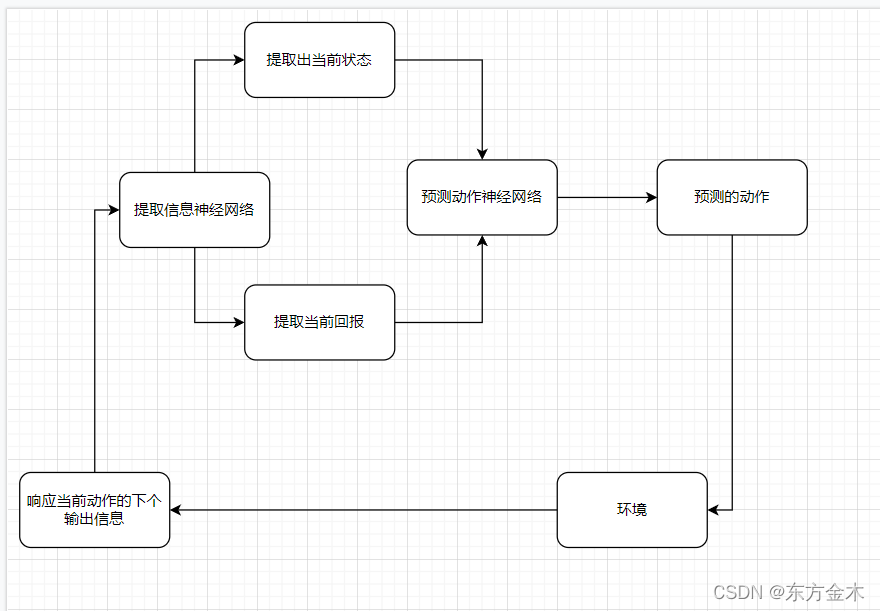 提取出当前状态
提取信息神经网络
预测动作神经网络
预测的动作
提取当前回报
响应当前动作的下个
输出信息
环境
CSDN @东方金木